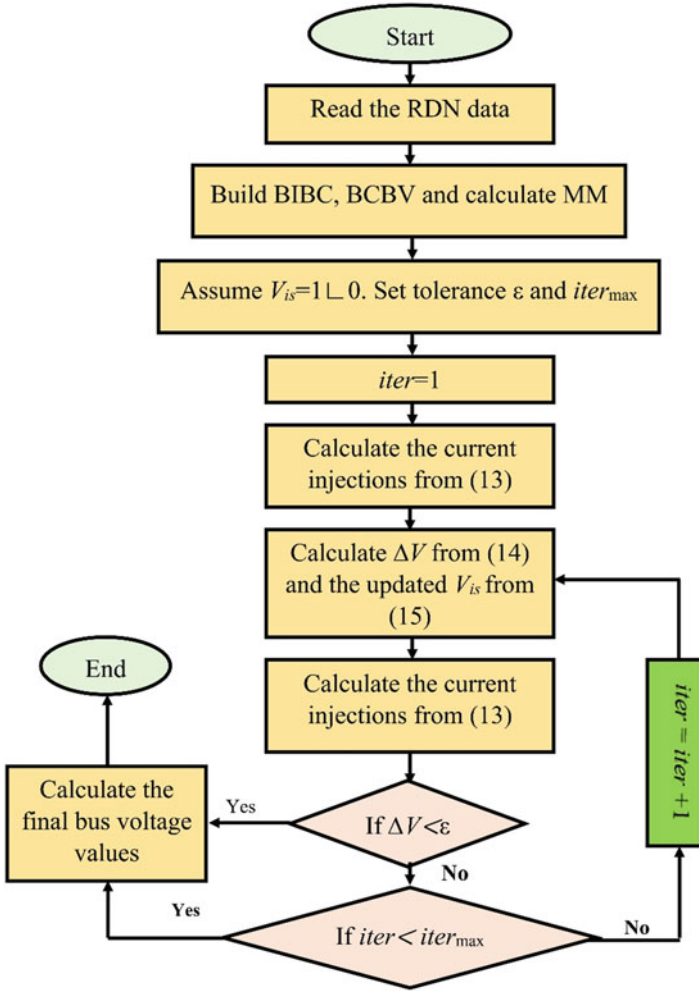 Start
Read the RDN data
Build BIBC, BCBV and calculate MM
Assume Vis=1∟0. Set tolerance ε and itermax
iter=1
Calculate the current
injections from (13)
Calculate ΔV from (14)
and the updated Vis from
(15)
Calculate the current
injections from (13)
If ΔV<ε
Yes
No
Calculate the
final bus voltage
values
End
If iter< itermax
Yes
No
iter = iter +1